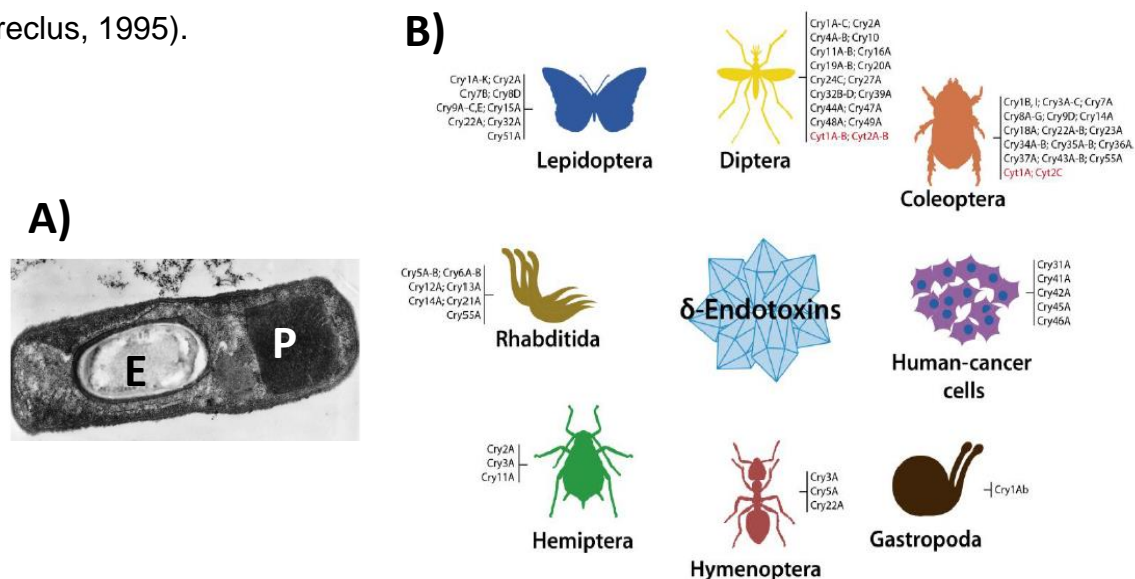 reclus, 1995).
B)
Cry1A-K; Cry2A
Cry7B; Cry8D
Cry9A-C,E; Cry15A
Cry22A; Cry32A
Cry51A
Lepidoptera
Cry1A-C; Cry2A
Cry4A-B; Cry10
Cry11A-B; Cry16A
Cry19A-B; Cry20A
Cry24C; Cry27A
Cry32B-D; Cry39A
Cry44A; Cry47A
Cry48A; Cry49A
Cyt1A-B; Cyt2A-B
Diptera
Cry1B, I; Cry3A-C; Cry7A
Cry8A-G; Cry9D; Cry14A
Cry18A; Cry22A-B; Cry23A
Cry34A-B; Cry35A-B; Cry36A
Cry37A; Cry43A-B; Cry55A
Cyt1A; Cyt2C
Coleoptera
A)
E
P
Cry5A-B; Cry6A-B
Cry12A; Cry13A
Cry14A; Cry21A
Cry55A
Rhabditida
δ-Endotoxins
Cry31A
Cry41A
Cry42A
Cry45A
Cry46A
Human-cancer
cells
Cry2A
Cry3A
Cry11A
Hemiptera
Cry3A
Cry5A
Cry22A
Hymenoptera
Cry1Ab
Gastropoda